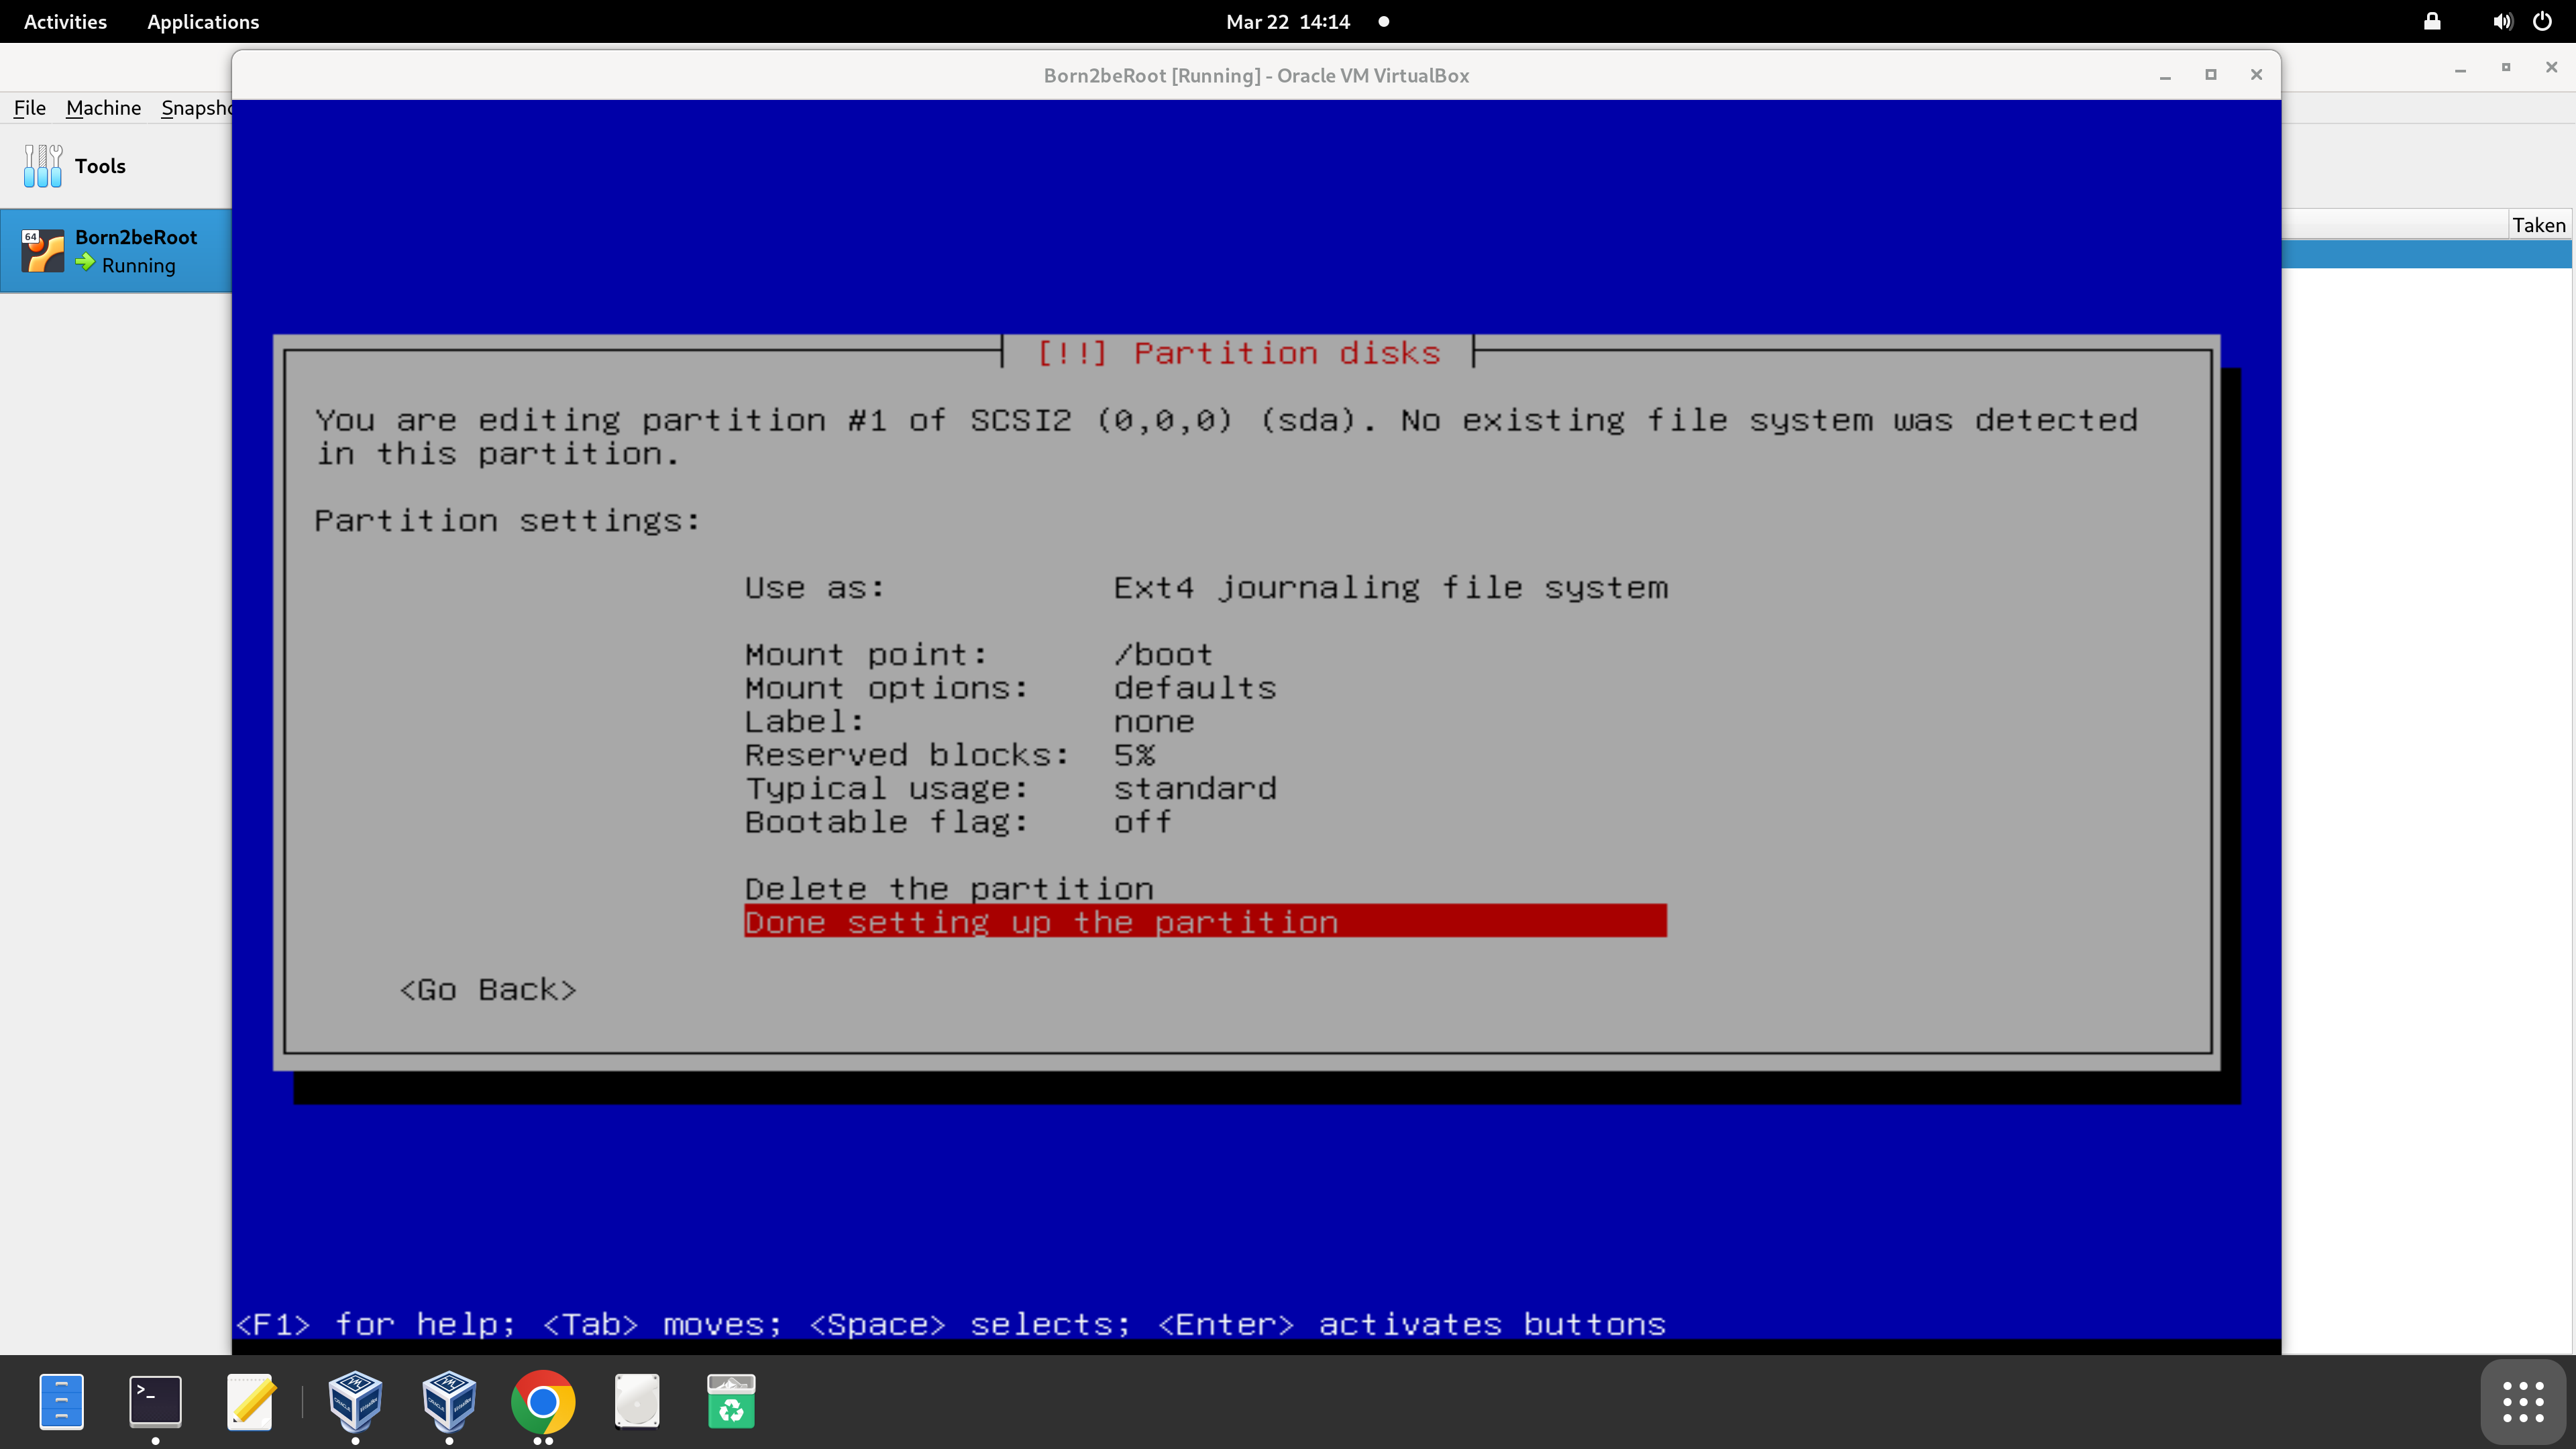 Activities Applications Mar 22 14:14
Born2beRoot [Running] - Oracle VM VirtualBox
File Machine Snapsho
Tools
Taken
64
Born2beRoot
Running
[!!] Partition disks
You are editing partition #1 of SCSI2 (0,0,0) (sda). No existing file system was detected
in this partition.
Partition settings:
Use as: Ext4 journaling file system
Mount point: /boot
Mount options: defaults
Label: none
Reserved blocks: 5%
Typical usage: standard
Bootable flag: off
Delete the partition
Done setting up the partition
<Go Back>
<F1> for help; <Tab> moves; <Space> selects; <Enter> activates buttons